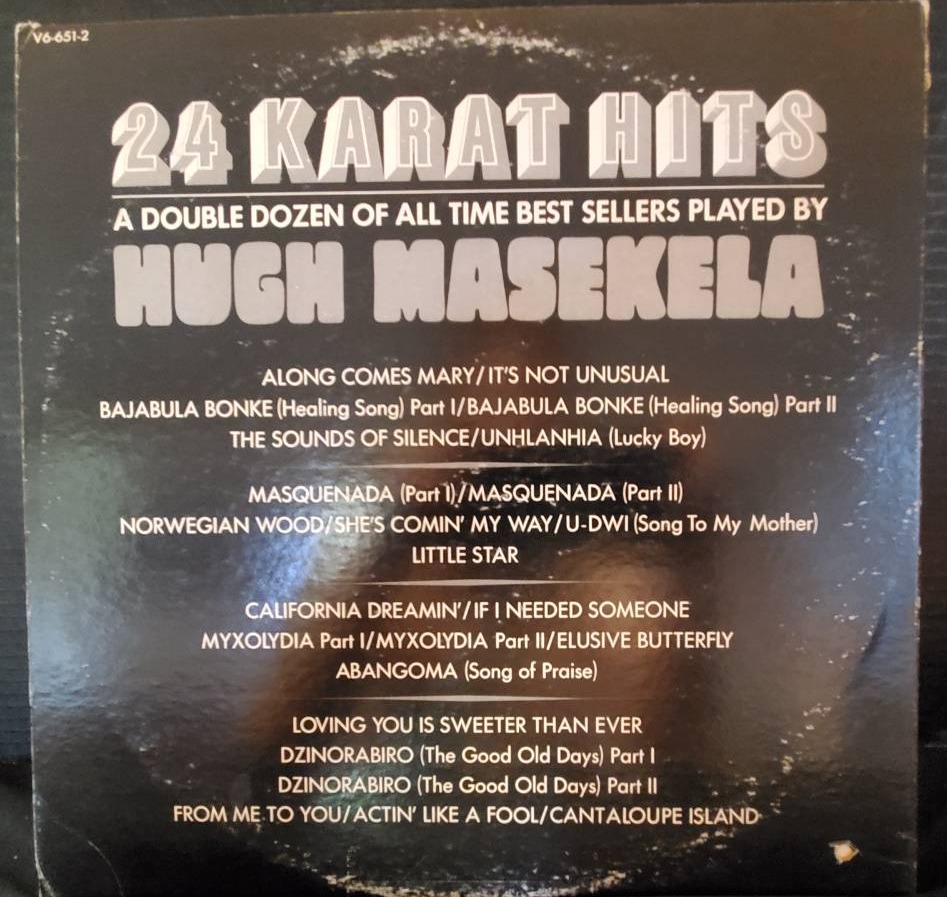 V6-651-2
24 KARAT HITS
A DOUBLE DOZEN OF ALL TIME BEST SELLERS PLAYED BY
HUGH MASEKELA
ALONG COMES MARY/IT'S NOT UNUSUAL
BAJABULA BONKE (Healing Song) Part I/BAJABULA BONKE (Healing Song) Part II
THE SOUNDS OF SILENCE/UNHLANHIA (Lucky Boy)
MASQUENADA (Part I)/MASQUENADA (Part II)
NORWEGIAN WOOD/SHE'S COMIN' MY WAY/U-DWI (Song To My Mother)
LITTLE STAR
CALIFORNIA DREAMIN'/IF I NEEDED SOMEONE
MYXOLYDIA Part I/MYXOLYDIA Part II/ELUSIVE BUTTERFLY
ABANGOMA (Song of Praise)
LOVING YOU IS SWEETER THAN EVER
DZINORABIRO (The Good Old Days) Part I
DZINORABIRO (The Good Old Days) Part II
FROM ME TO YOU/ACTIN' LIKE A FOOL/CANTALOUPE ISLAND